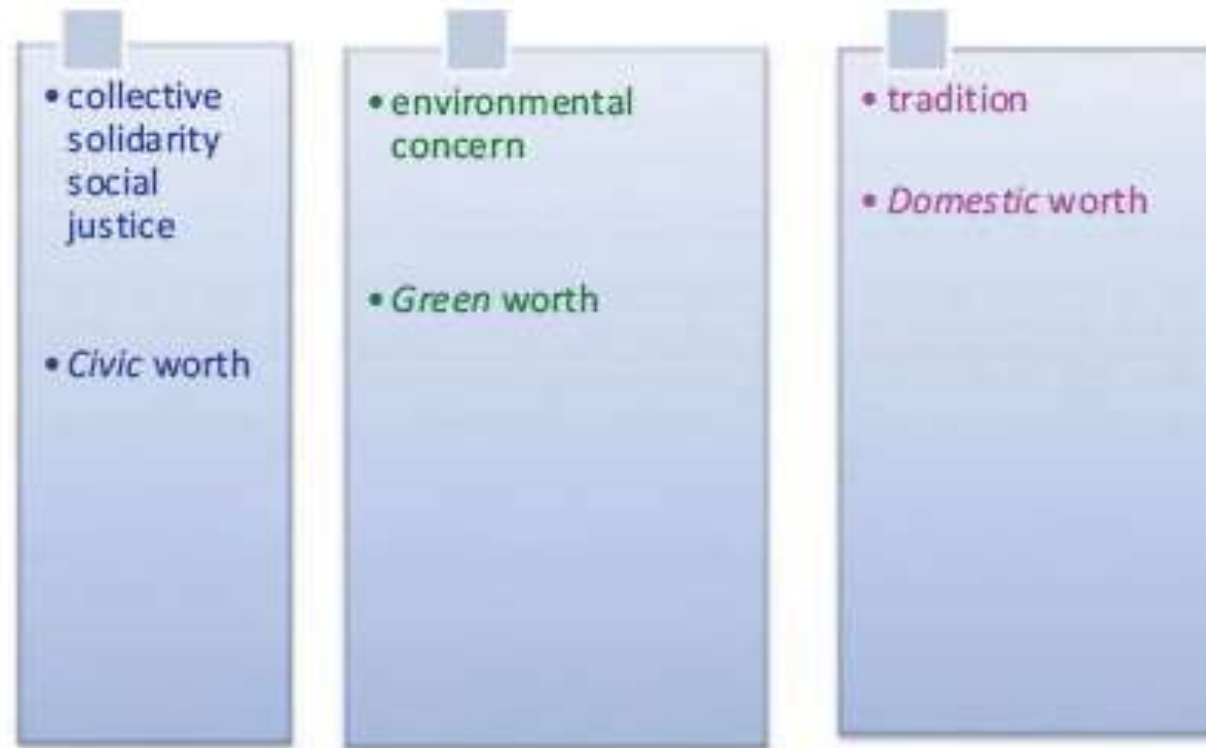 • collective
solidarity
social
justice
• Civic worth
• environmental
concern
• Green worth
• tradition
• Domestic worth